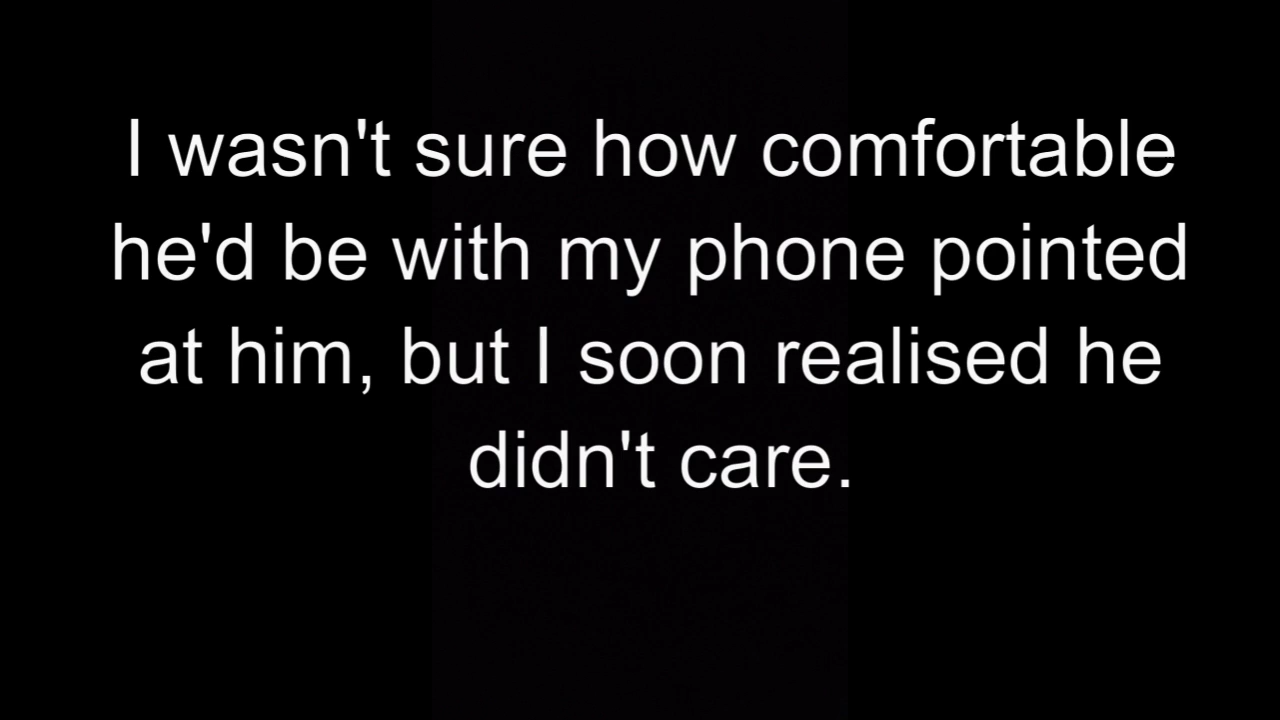 I wasn't sure how comfortable
he'd be with my phone pointed
at him, but I soon realised he
didn't care.